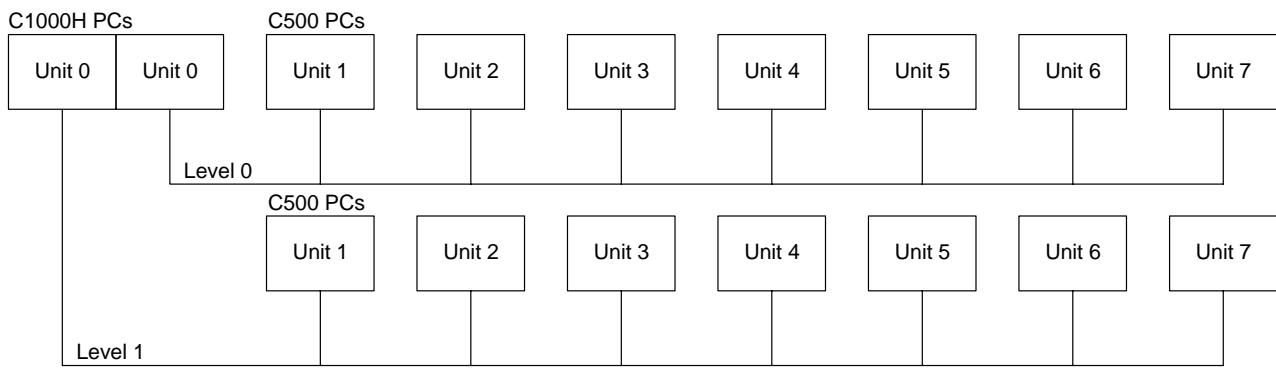 C1000H PCs
C500 PCs
Unit 0 Unit 0 Unit 1 Unit 2 Unit 3 Unit 4 Unit 5 Unit 6 Unit 7
Level 0
C500 PCs
Unit 1 Unit 2 Unit 3 Unit 4 Unit 5 Unit 6 Unit 7
Level 1